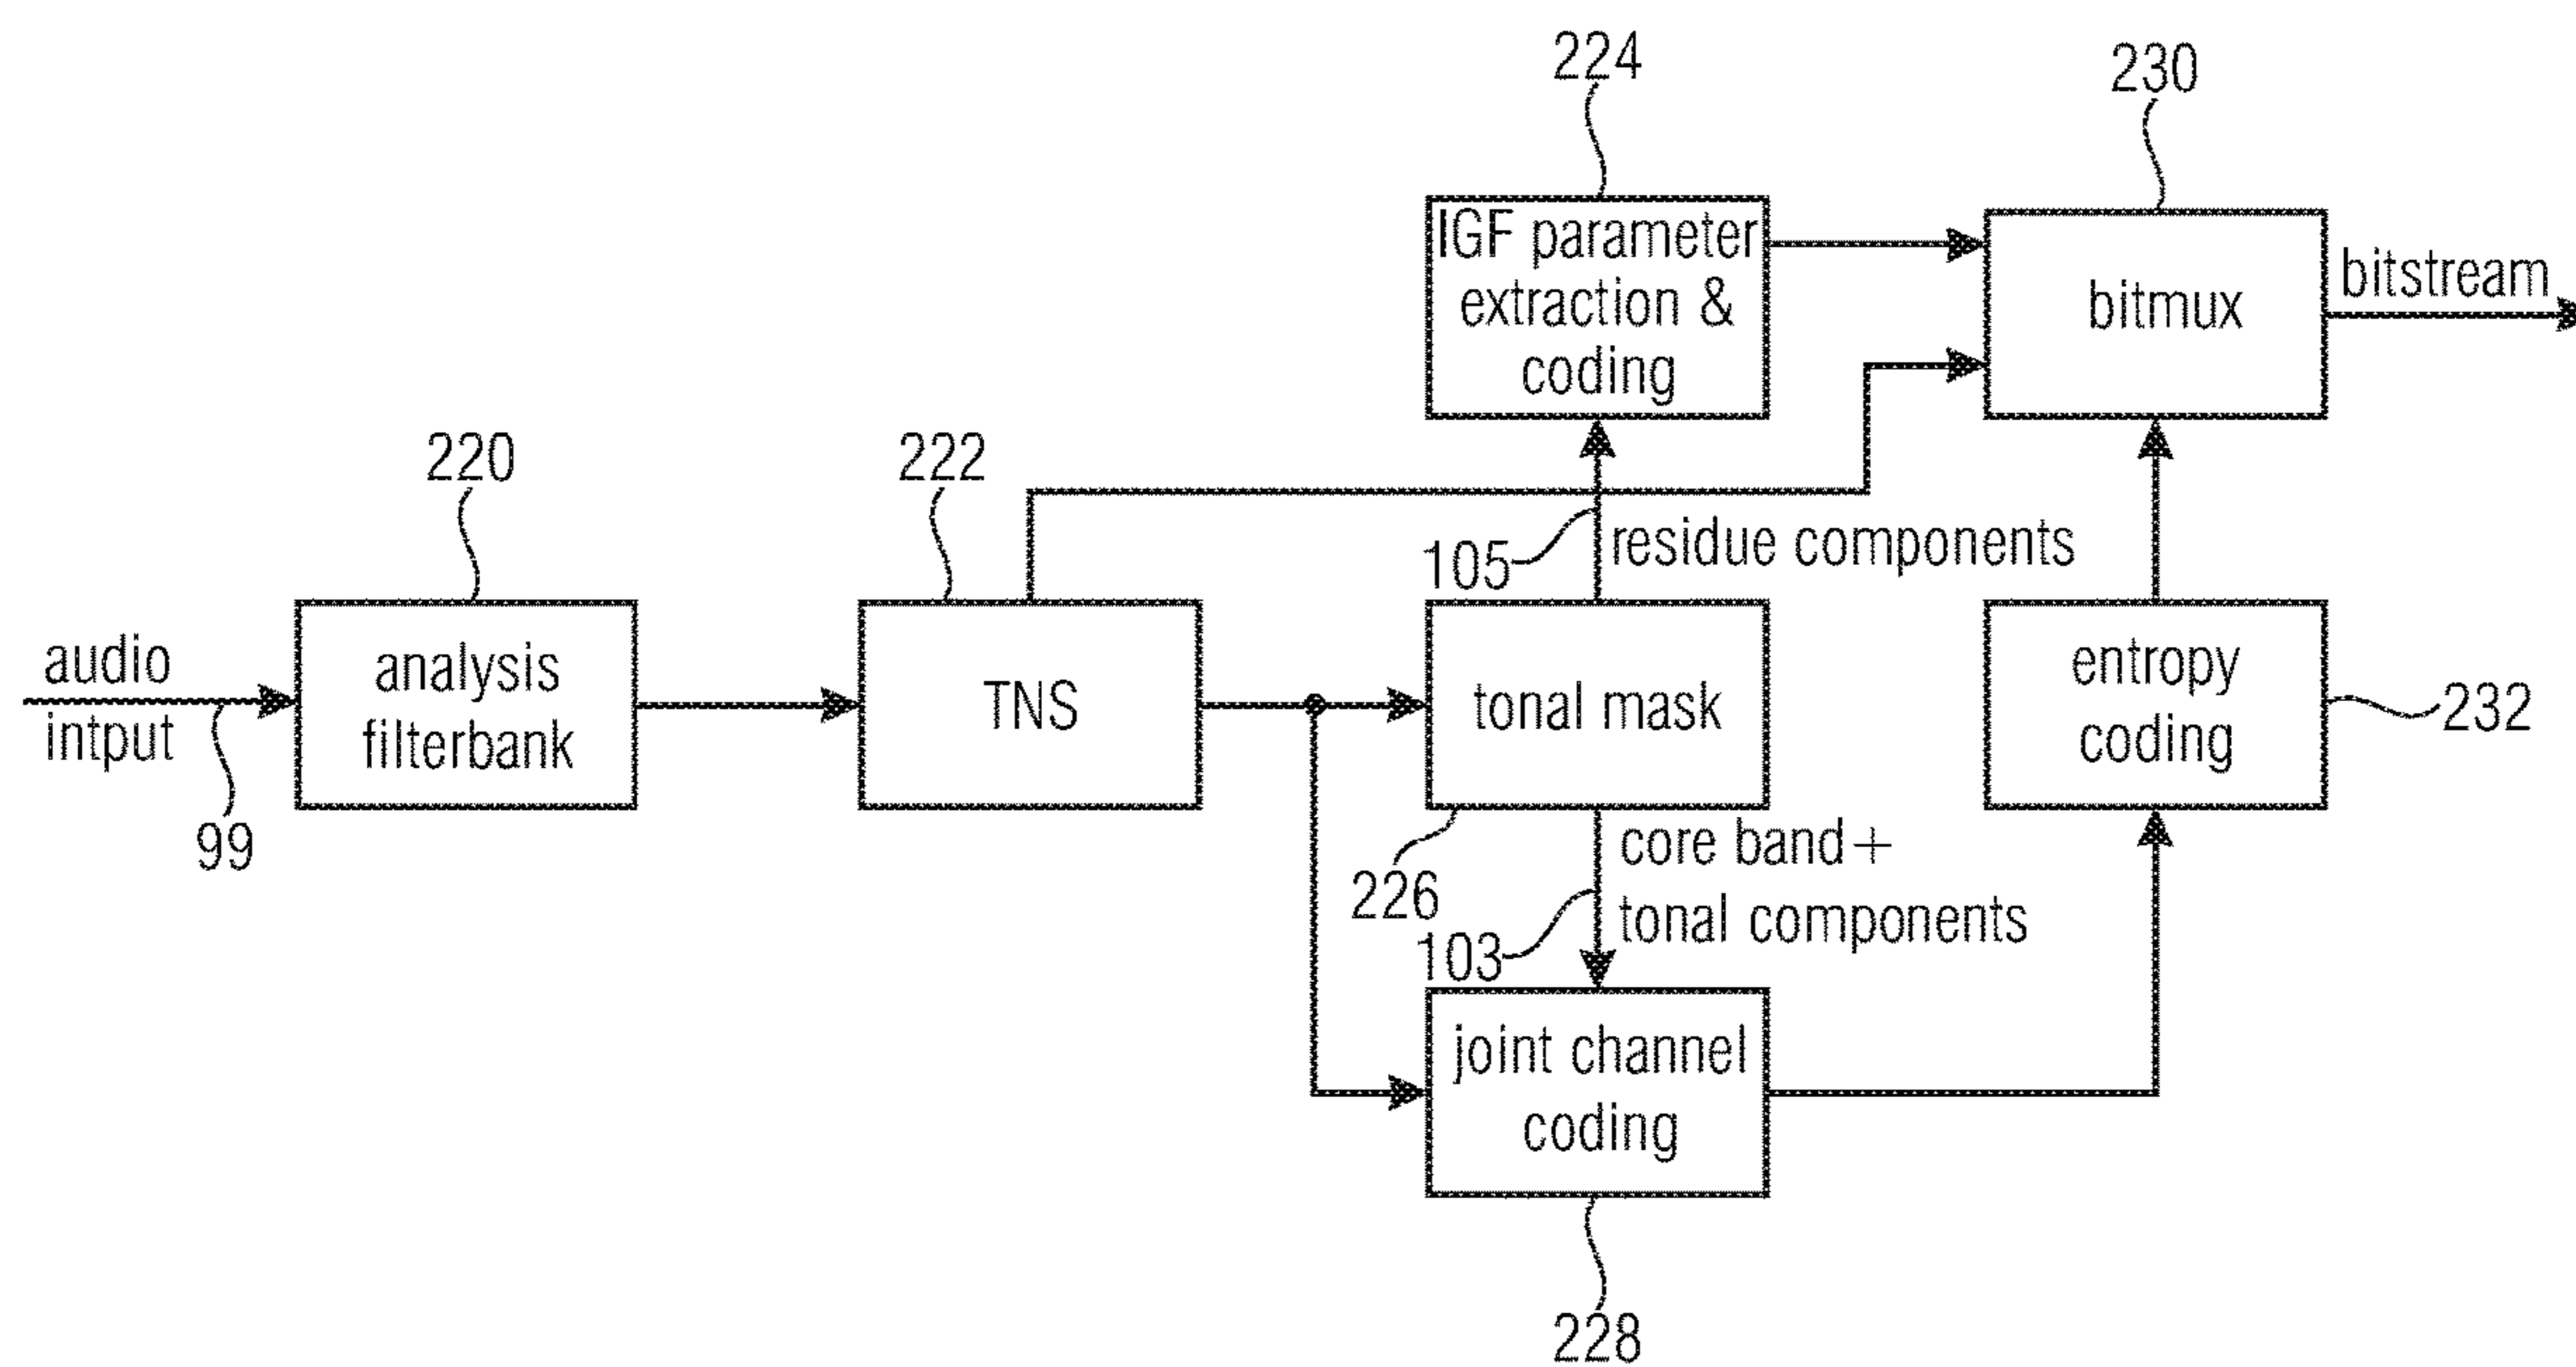 224
230
IGF parameter
extraction &
coding
bitmux
bitstream
220
222
105
residue components
audio
intput
99
analysis
filterbank
TNS
tonal mask
entropy
coding
232
226
core band+
tonal components
103
joint channel
coding
228